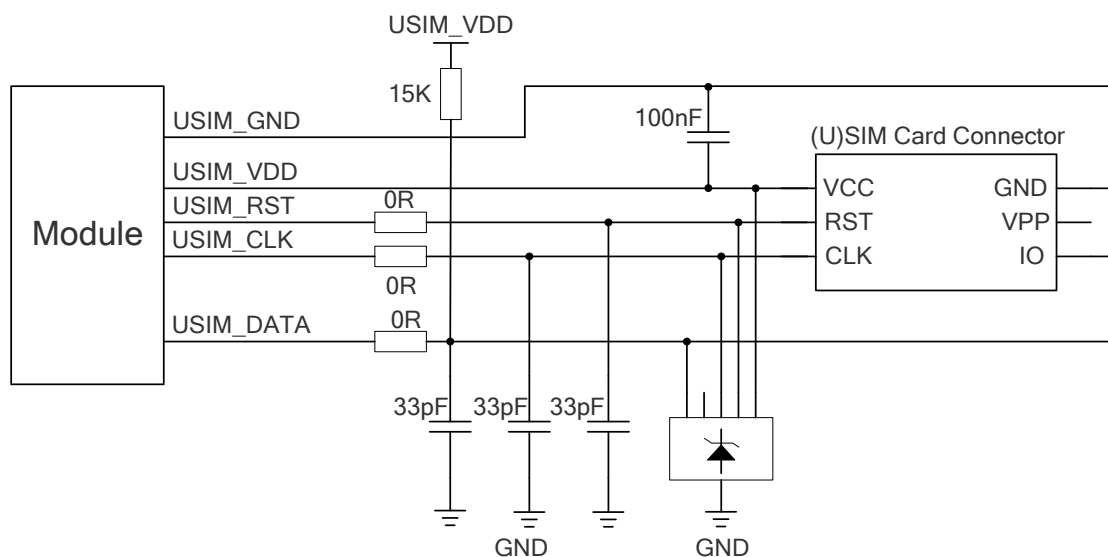 USIM_VDD
15K
100nF
(U)SIM Card Connector
Module
USIM_GND
USIM_VDD
USIM_RST
USIM_CLK
USIM_DATA
0R
0R
0R
VCC
RST
CLK
GND
VPP
IO
33pF
33pF
33pF
GND
GND